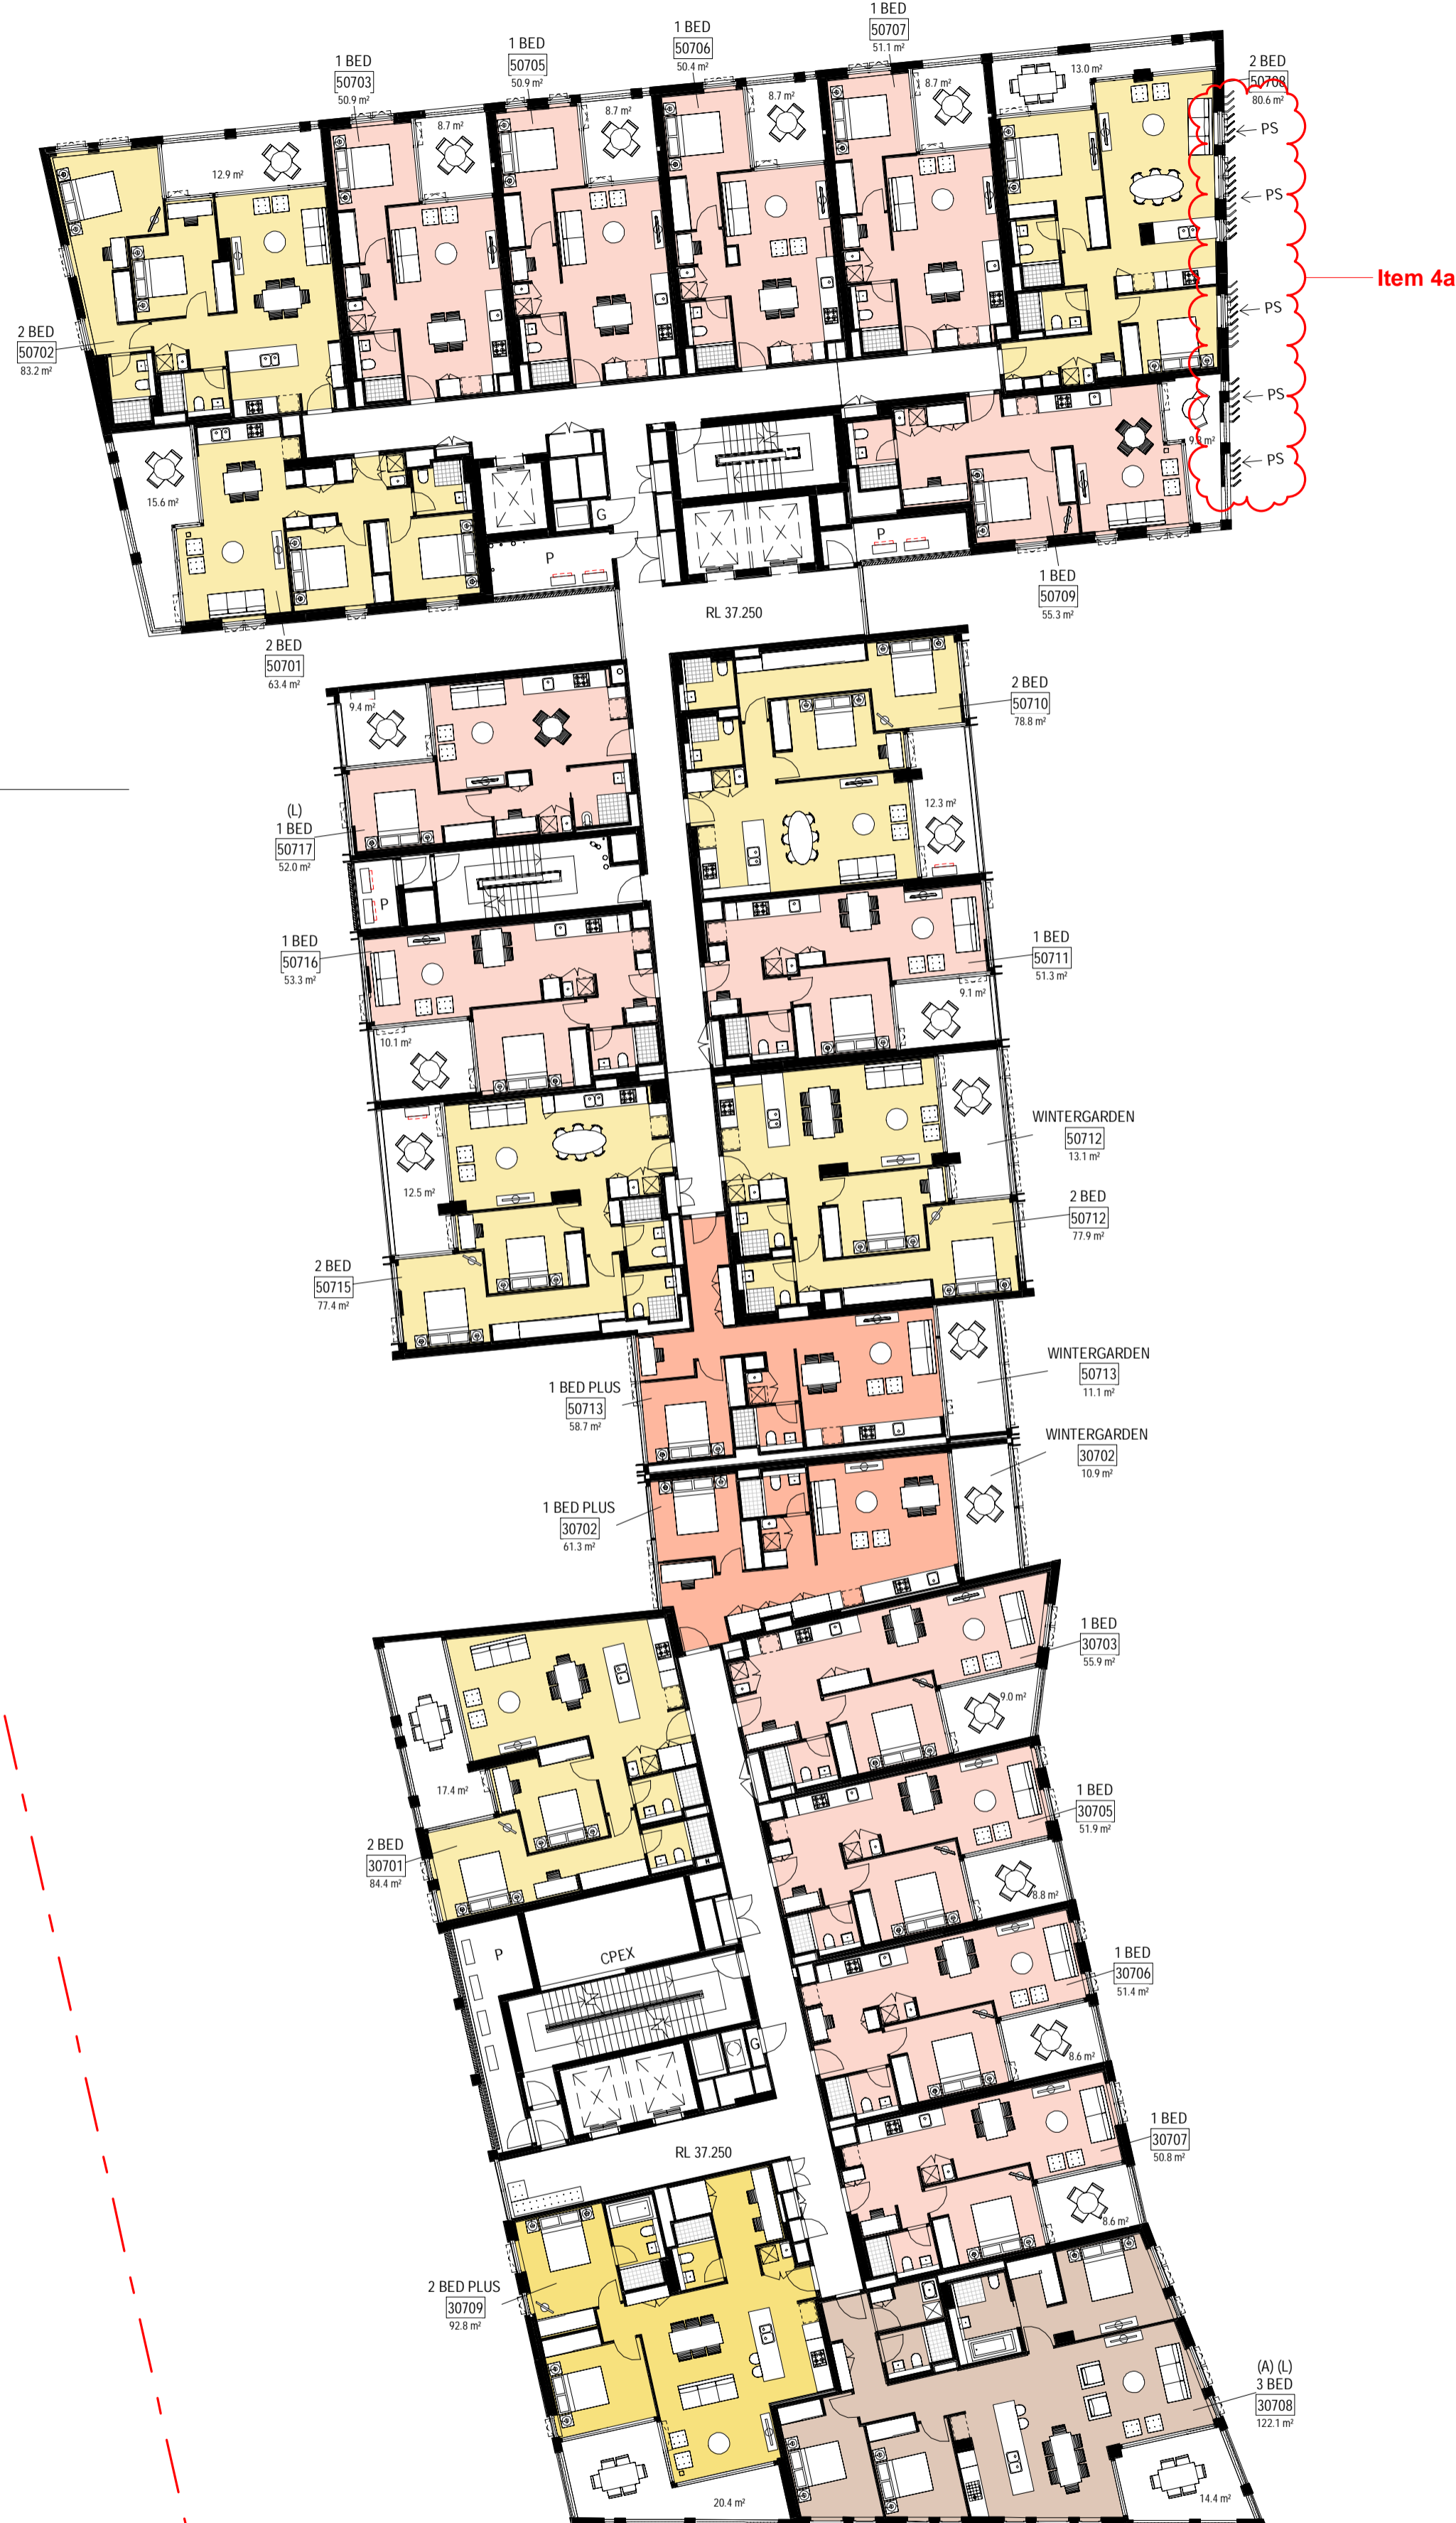 1 BED
50707
51.1 m²
1 BED
50706
50.4 m²
1 BED
50705
50.9 m²
1 BED
50703
50.9 m²
2 BED
50708
80.6 m²
13.0 m²
8.7 m²
8.7 m²
8.7 m²
8.7 m²
12.9 m²
PS
PS
PS
PS
PS
Item 4a
2 BED
50702
83.2 m²
15.6 m²
G
P
P
RL 37.250
1 BED
50709
55.3 m²
2 BED
50701
63.4 m²
9.4 m²
2 BED
50710
78.8 m²
12.3 m²
(L)
1 BED
50717
52.0 m²
P
1 BED
50716
53.3 m²
1 BED
50711
51.3 m²
9.1 m²
10.1 m²
WINTERGARDEN
50712
13.1 m²
12.5 m²
2 BED
50712
77.9 m²
2 BED
50715
77.4 m²
WINTERGARDEN
50713
11.1 m²
1 BED PLUS
50713
58.7 m²
WINTERGARDEN
30702
10.9 m²
1 BED PLUS
30702
61.3 m²
1 BED
30703
55.9 m²
9.0 m²
17.4 m²
2 BED
30701
84.4 m²
1 BED
30705
51.9 m²
8.8 m²
P
CPEX
1 BED
30706
51.4 m²
8.6 m²
G
RL 37.250
1 BED
30707
50.8 m²
8.6 m²
2 BED PLUS
30709
92.8 m²
(A) (L)
3 BED
30708
122.1 m²
20.4 m²
14.4 m²